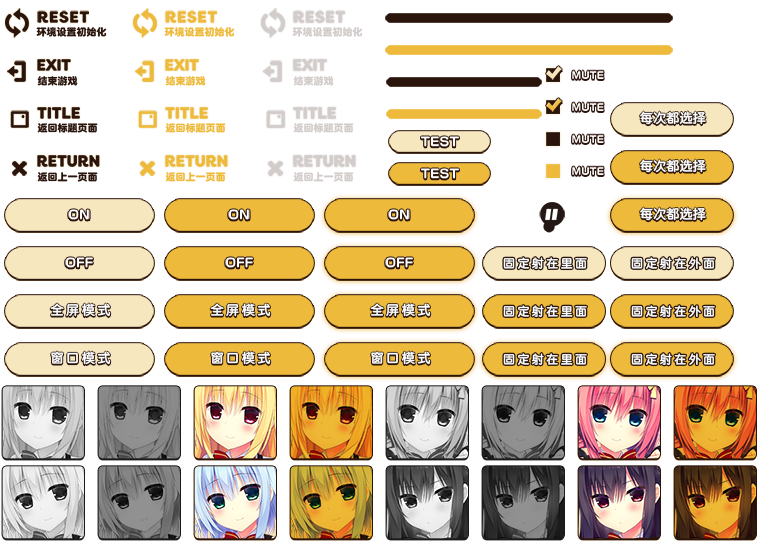 RESET
环境设置初始化
RESET
环境设置初始化
RESET
环境设置初始化
EXIT
结束游戏
EXIT
结束游戏
EXIT
结束游戏
MUTE
TITLE
返回标题页面
TITLE
返回标题页面
TITLE
返回标题页面
MUTE
每次都选择
TEST
MUTE
RETURN
返回上一页面
RETURN
返回上一页面
RETURN
返回上一页面
TEST
MUTE
每次都选择
ON
ON
ON
每次都选择
OFF
OFF
OFF
固定射在里面
固定射在外面
全屏模式
全屏模式
全屏模式
固定射在里面
固定射在外面
窗口模式
窗口模式
窗口模式
固定射在里面
固定射在外面